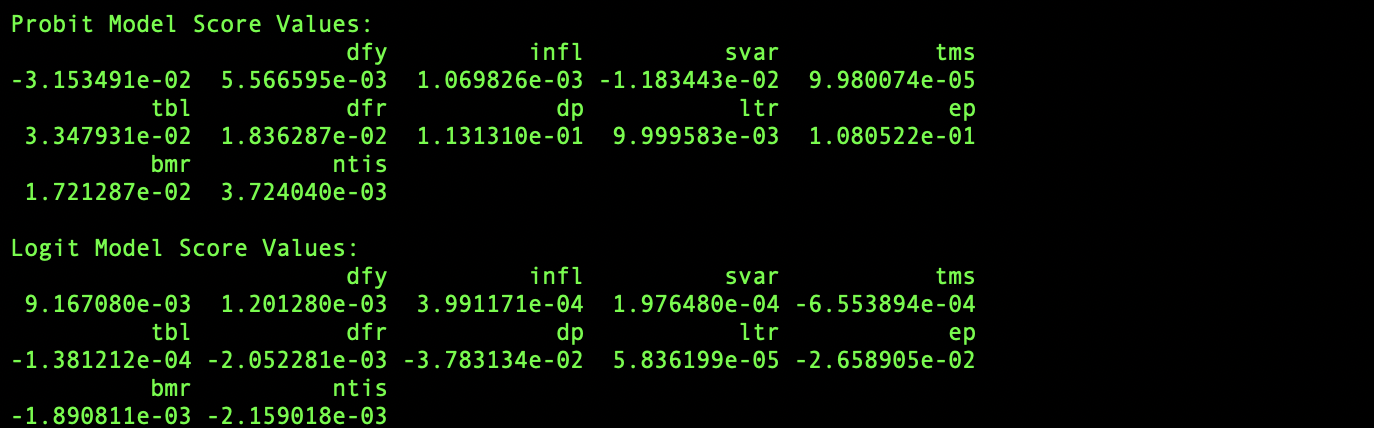 Probit Model Score Values:
dfy infl svar tms
-3.153491e-02 5.566595e-03 1.069826e-03 -1.183443e-02 9.980074e-05
tbl dfr dp ltr ep
3.347931e-02 1.836287e-02 1.131310e-01 9.999583e-03 1.080522e-01
bmr ntis
1.721287e-02 3.724040e-03
Logit Model Score Values:
dfy infl svar tms
9.167080e-03 1.201280e-03 3.991171e-04 1.976480e-04 -6.553894e-04
tbl dfr dp ltr ep
-1.381212e-04 -2.052281e-03 -3.783134e-02 5.836199e-05 -2.658905e-02
bmr ntis
-1.890811e-03 -2.159018e-03